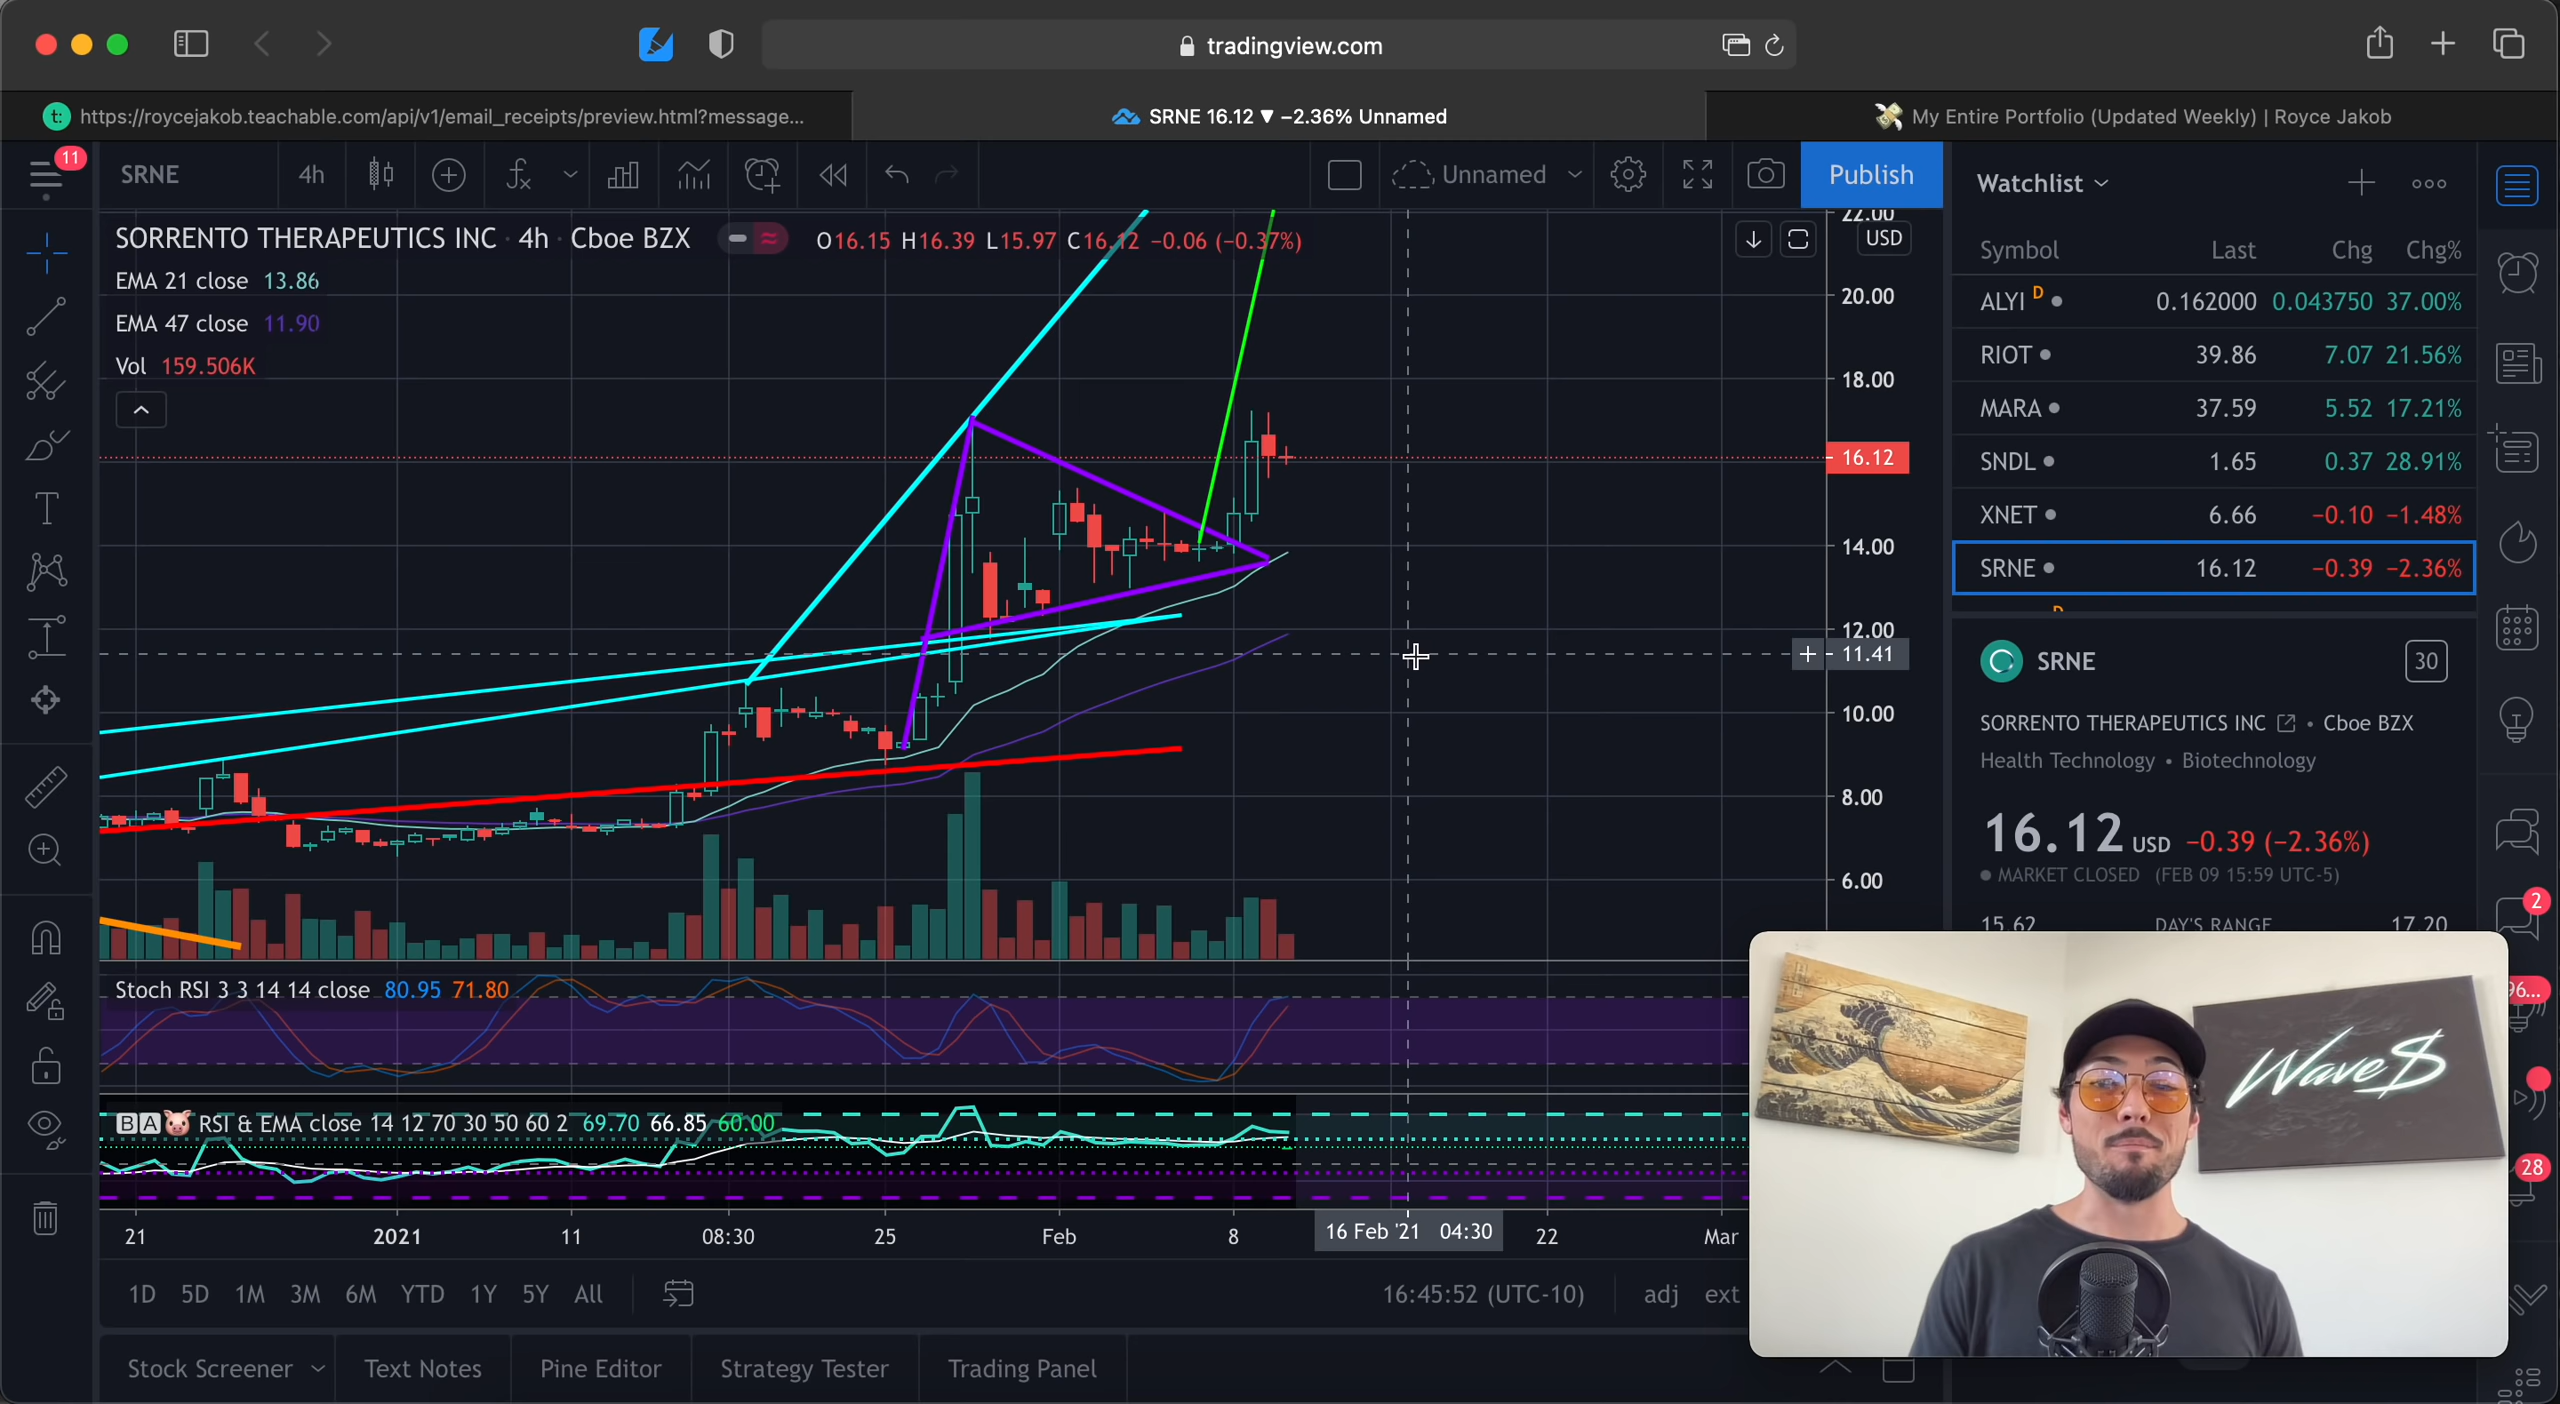 tradingview.com
t: https://roycejakob.teachable.com/api/v1/email_receipts/preview.html?message...
SRNE 16.12 ▼ −2.36% Unnamed
My Entire Portfolio (Updated Weekly) | Royce Jakob
11
SRNE
4h
Unnamed
Publish
SORRENTO THERAPEUTICS INC · 4h · Cboe BZX
O16.15 H16.39 L15.97 C16.12 −0.06 (−0.37%)
EMA 21 close 13.86
EMA 47 close 11.90
Vol 159.506K
USD
22.00
20.00
18.00
16.12
14.00
12.00
11.41
10.00
8.00
6.00
Stoch RSI 3 3 14 14 close 80.95 71.80
BA RSI & EMA close 14 12 70 30 50 60 2 69.70 66.85 60.00
21
2021
11
08:30
25
Feb
8
16 Feb '21 04:30
22
Mar
1D 5D 1M 3M 6M YTD 1Y 5Y All
16:45:52 (UTC-10)
adj
ext
Stock Screener
Text Notes
Pine Editor
Strategy Tester
Trading Panel
Watchlist
Symbol Last Chg Chg%
ALYI D 0.162000 0.043750 37.00%
RIOT 39.86 7.07 21.56%
MARA 37.59 5.52 17.21%
SNDL 1.65 0.37 28.91%
XNET 6.66 −0.10 −1.48%
SRNE 16.12 −0.39 −2.36%
SRNE
30
SORRENTO THERAPEUTICS INC • Cboe BZX
Health Technology • Biotechnology
16.12 USD −0.39 (−2.36%)
MARKET CLOSED (FEB 09 15:59 UTC-5)
15.62 DAY'S RANGE 17.20
2
96...
28
Wave$